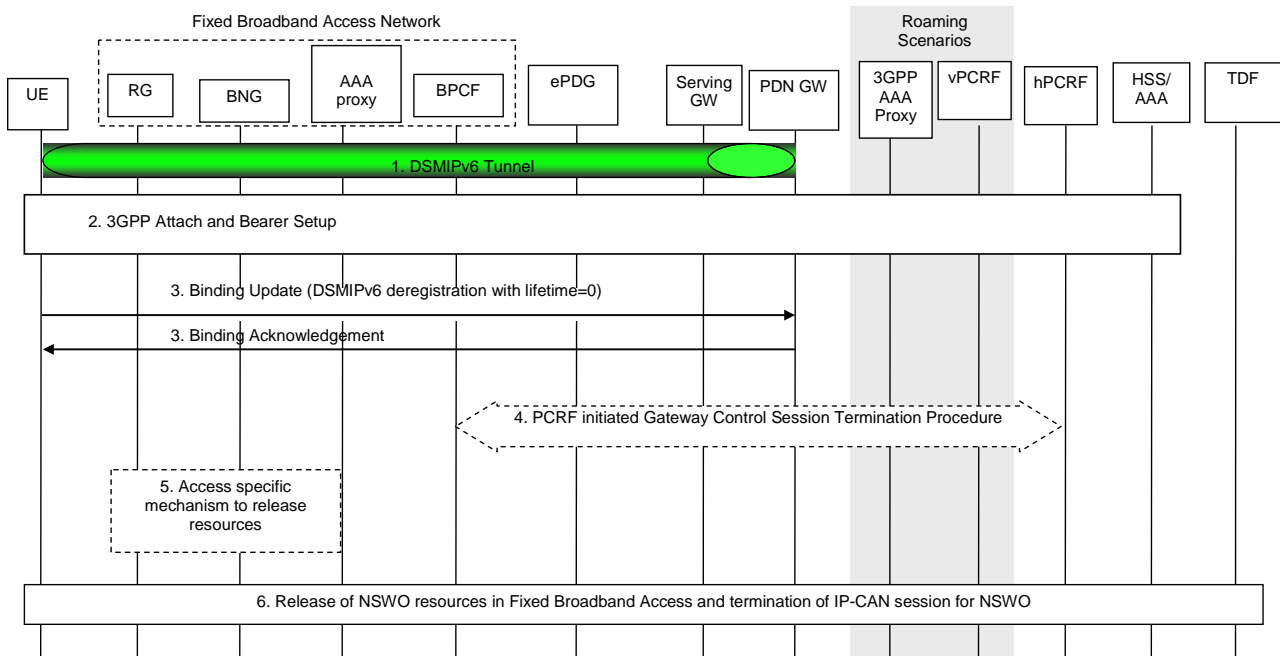 Fixed Broadband Access Network
Roaming
Scenarios
UE
RG
BNG
AAA
proxy
BPCF
ePDG
Serving
GW
PDN GW
3GPP
AAA
Proxy
vPCRF
hPCRF
HSS/
AAA
TDF
1. DSMIPv6 Tunnel
2. 3GPP Attach and Bearer Setup
3. Binding Update (DSMIPv6 deregistration with lifetime=0)
3. Binding Acknowledgement
4. PCRF initiated Gateway Control Session Termination Procedure
5. Access specific
mechanism to release
resources
6. Release of NSWO resources in Fixed Broadband Access and termination of IP-CAN session for NSWO